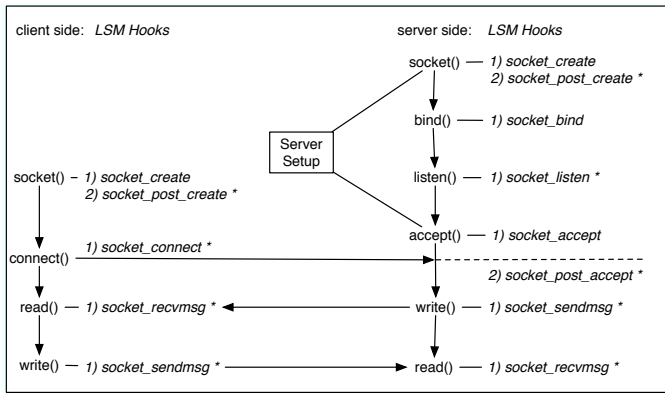 client side: LSM Hooks
server side: LSM Hooks
socket() 1) socket_create
2) socket_post_create *
bind() 1) socket_bind
Server
Setup
socket() 1) socket_create
2) socket_post_create *
listen() 1) socket_listen *
accept() 1) socket_accept
connect() 1) socket_connect *
2) socket_post_accept *
read() 1) socket_recvmsg *
write() 1) socket_sendmsg *
write() 1) socket_sendmsg *
read() 1) socket_recvmsg *